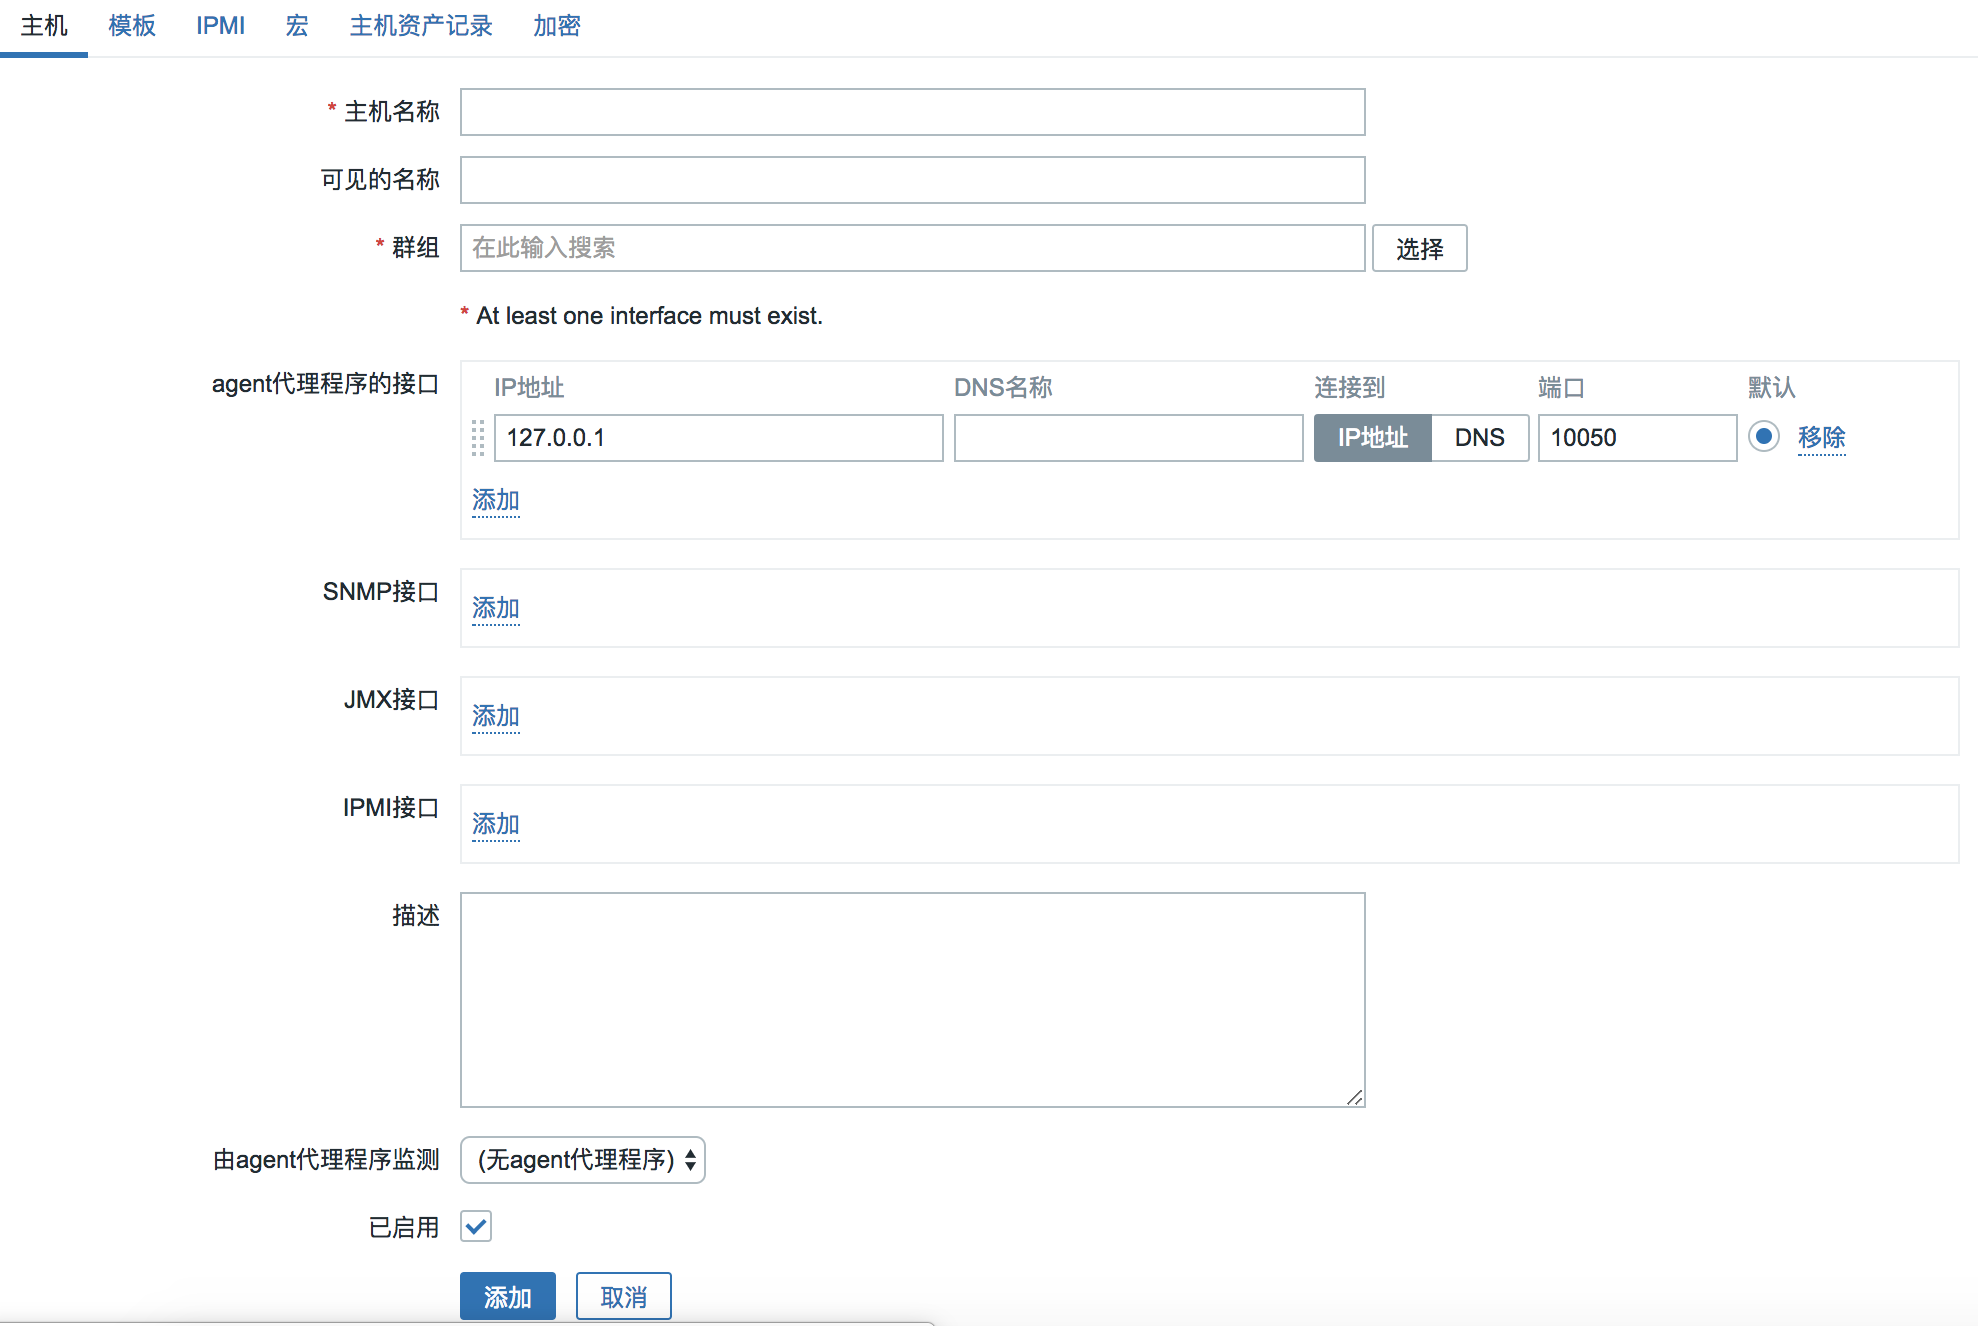 主机 模板 IPMI 宏 主机资产记录 加密
* 主机名称
可见的名称
* 群组 在此输入搜索 选择
* At least one interface must exist.
agent代理程序的接口 IP地址 DNS名称 连接到 端口 默认
127.0.0.1 IP地址 DNS 10050 移除
添加
SNMP接口 添加
JMX接口 添加
IPMI接口 添加
描述
由agent代理程序监测 (无agent代理程序)
已启用
添加 取消